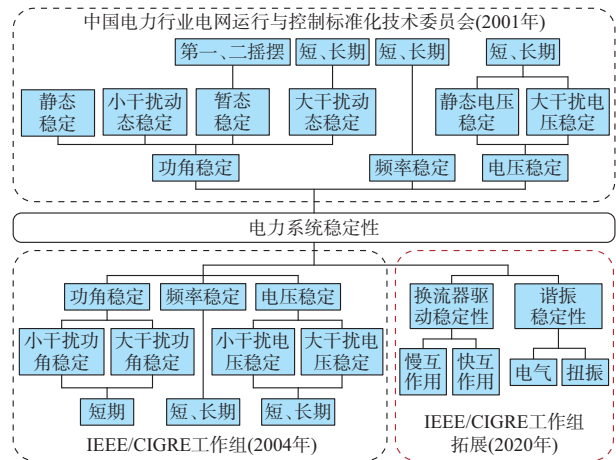 中国电力行业电网运行与控制标准化技术委员会(2001年)
第一、二摇摆 短、长期 短、长期 短、长期
静态
稳定
小干扰动
态稳定
暂态
稳定
大干扰动
态稳定
静态电压
稳定
大干扰电
压稳定
功角稳定 频率稳定 电压稳定
电力系统稳定性
功角稳定 频率稳定 电压稳定
小干扰功
角稳定
大干扰功
角稳定
小干扰电
压稳定
大干扰电
压稳定
短期 短、长期 短、长期
IEEE/CIGRE工作组(2004年)
换流器驱
动稳定性
谐振
稳定性
慢互
作用
快互
作用
电气 扭振
IEEE/CIGRE工作组
拓展(2020年)